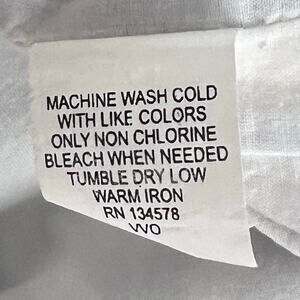 MACHINE WASH COLD
WITH LIKE COLORS
ONLY NON CHLORINE
BLEACH WHEN NEEDED
TUMBLE DRY LOW
WARM IRON
RN 134578
WO